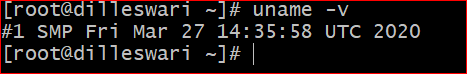 [root@dilleswari ~]# uname -v
#1 SMP Fri Mar 27 14:35:58 UTC 2020
[root@dilleswari ~]#